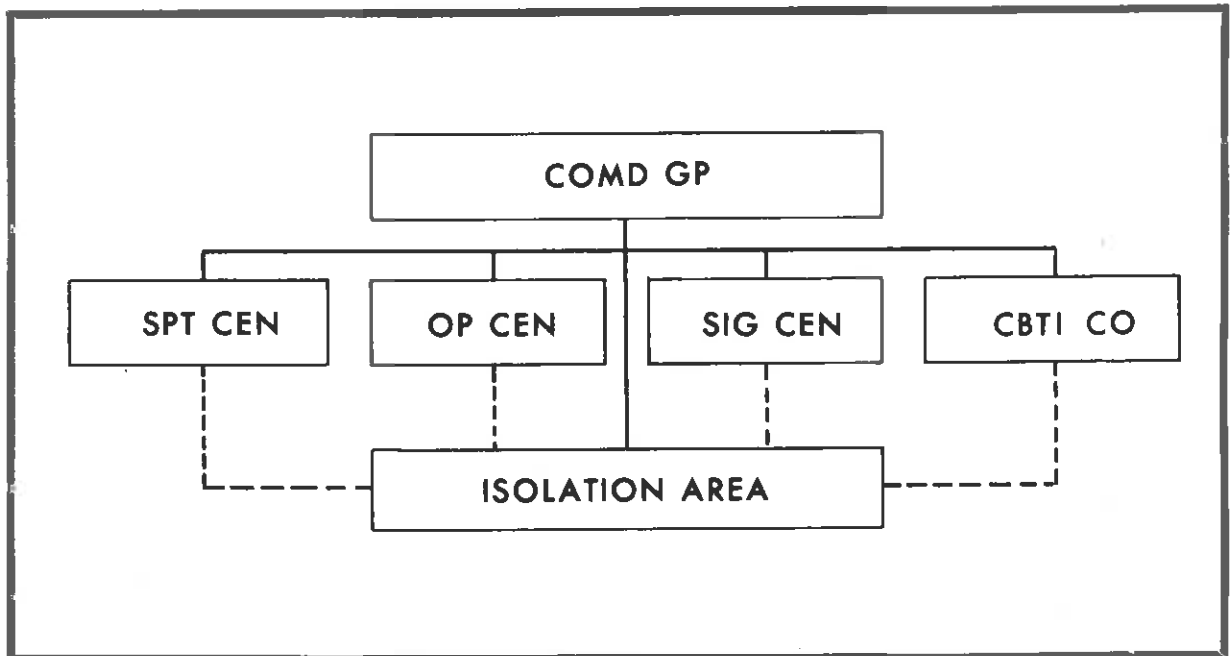 COMD GP
SPT CEN
OP CEN
SIG CEN
CBTI CO
ISOLATION AREA